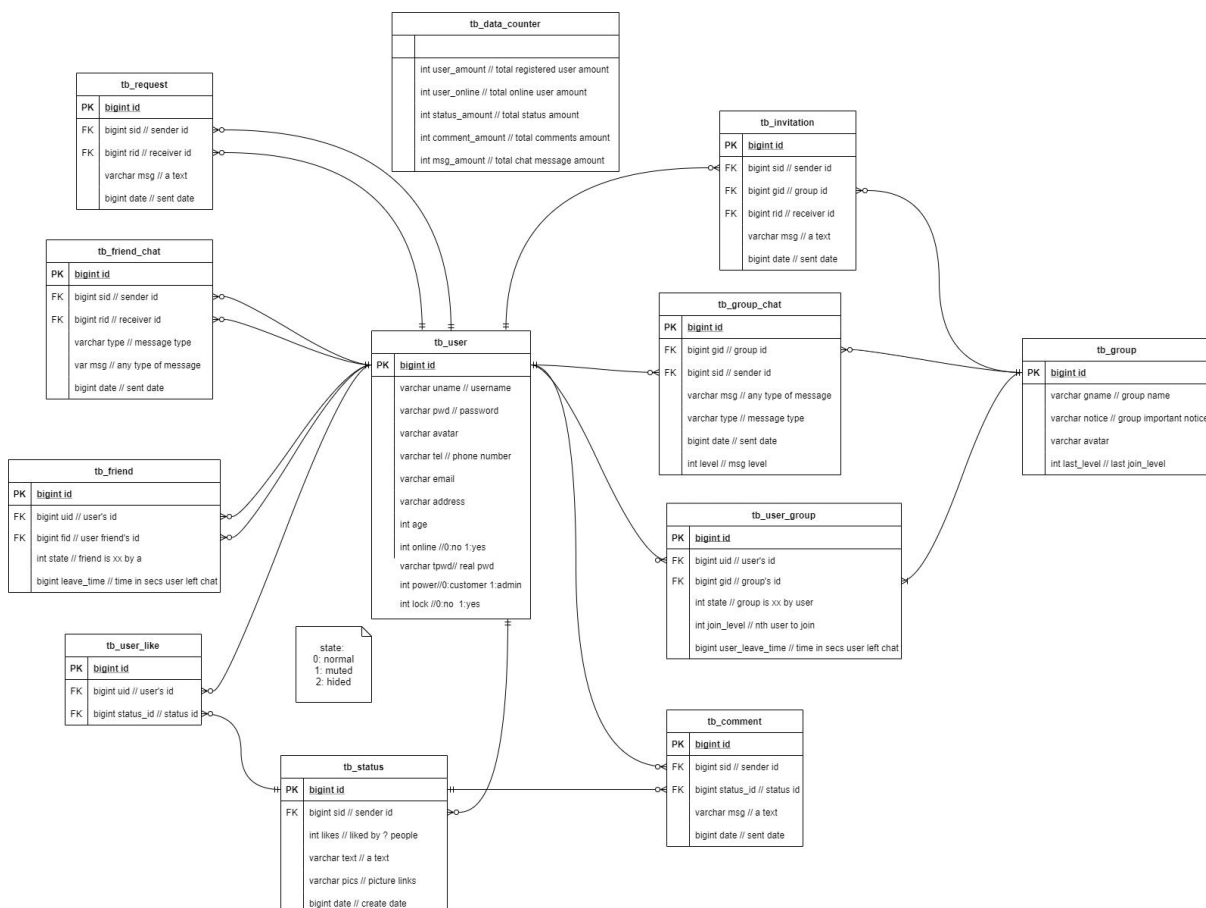 tb_data_counter
int user_amount // total registered user amount
int user_online // total online user amount
int status_amount // total status amount
int comment_amount // total comments amount
int msg_amount // total chat message amount
tb_request
PK bigint id
FK bigint sid // sender id
FK bigint rid // receiver id
varchar msg // a text
bigint date // sent date
tb_invitation
PK bigint id
FK bigint sid // sender id
FK bigint gid // group id
FK bigint rid // receiver id
varchar msg // a text
bigint date // sent date
tb_friend_chat
PK bigint id
FK bigint sid // sender id
FK bigint rid // receiver id
varchar type // message type
var msg // any type of message
bigint date // sent date
tb_user
PK bigint id
varchar uname // username
varchar pwd // password
varchar avatar
varchar tel // phone number
varchar email
varchar address
int age
int online //0:no 1:yes
varchar tpwd// real pwd
int power//0:customer 1:admin
int lock //0:no 1:yes
tb_group_chat
PK bigint id
FK bigint gid // group id
FK bigint sid // sender id
varchar msg // any type of message
varchar type // message type
bigint date // sent date
int level // msg level
tb_group
PK bigint id
varchar gname // group name
varchar notice // group important notice
varchar avatar
int last_level // last join_level
tb_friend
PK bigint id
FK bigint uid // user's id
FK bigint fid // user friend's id
int state // friend is xx by a
bigint leave_time // time in secs user left chat
tb_user_group
PK bigint id
FK bigint uid // user's id
FK bigint gid // group's id
int state // group is xx by user
int join_level // nth user to join
bigint user_leave_time // time in secs user left chat
tb_user_like
PK bigint id
FK bigint uid // user's id
FK bigint status_id // status id
state:
0: normal
1: muted
2: hided
tb_comment
PK bigint id
FK bigint sid // sender id
FK bigint status_id // status id
varchar msg // a text
bigint date // sent date
tb_status
PK bigint id
FK bigint sid // sender id
int likes // liked by ? people
varchar text // a text
varchar pics // picture links
bigint date // create date